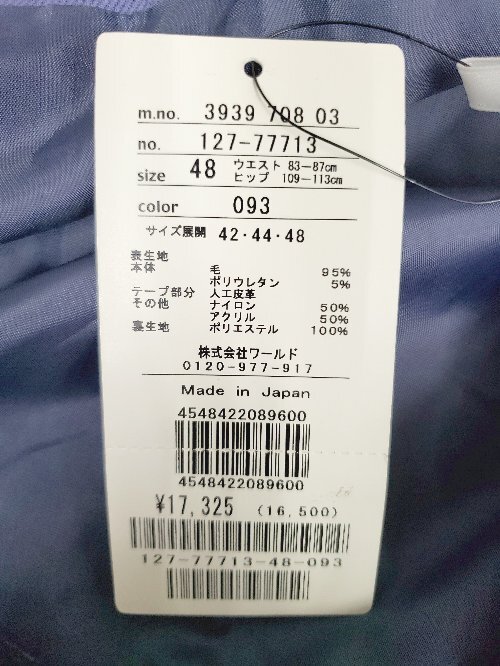 m.no. 3939 708 03
no. 127-77713
size 48 ウエスト 83－87cm
ヒップ 109－113cm
color 093
サイズ展開 42・44・48
表生地
本体 毛 95%
ポリウレタン 5%
テープ部分 人工皮革
その他 ナイロン 50%
アクリル 50%
裏生地 ポリエステル 100%
株式会社ワールド
0120-977-917
Made in Japan
4548422089600
4548422089600
¥17,325 (16,500)
127-77713-48-093